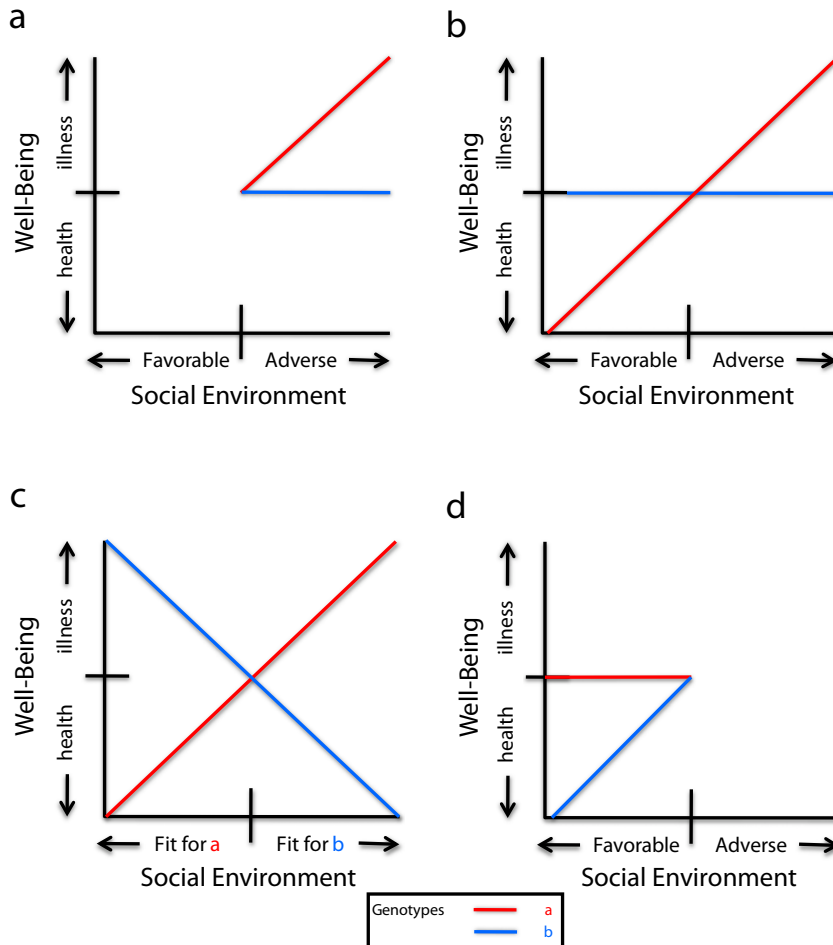 a
illness
Well-Being
health
Favorable Adverse
Social Environment
b
illness
Well-Being
health
Favorable Adverse
Social Environment
c
illness
Well-Being
health
Fit for a Fit for b
Social Environment
d
illness
Well-Being
health
Favorable Adverse
Social Environment
Genotypes a
b